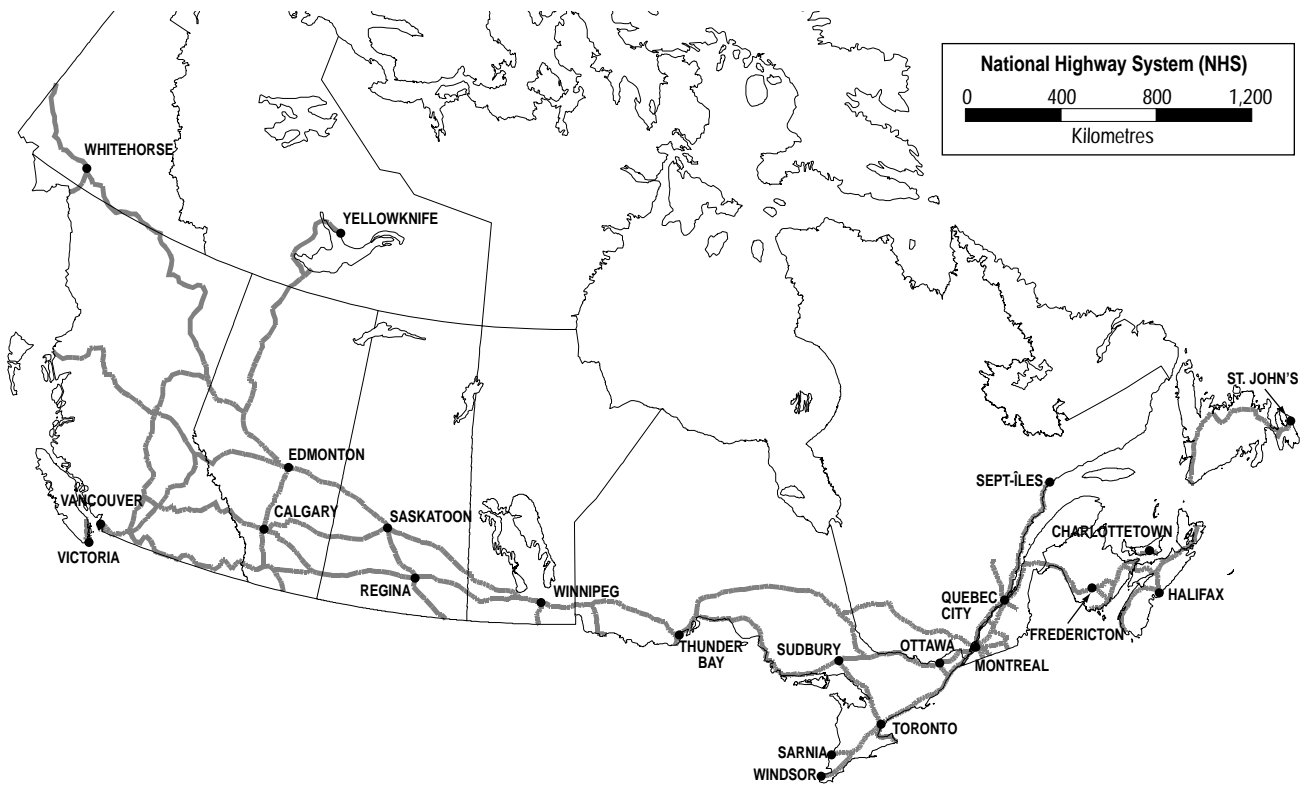 National Highway System (NHS)
0 400 800 1,200
Kilometres
WHITEHORSE
YELLOWKNIFE
ST. JOHN'S
EDMONTON
SEPT-ÎLES
VANCOUVER
CALGARY
SASKATOON
CHARLOTTETOWN
VICTORIA
REGINA
WINNIPEG
QUEBEC
CITY
HALIFAX
FREDERICTON
THUNDER
BAY
SUDBURY
OTTAWA
MONTREAL
TORONTO
SARNIA
WINDSOR